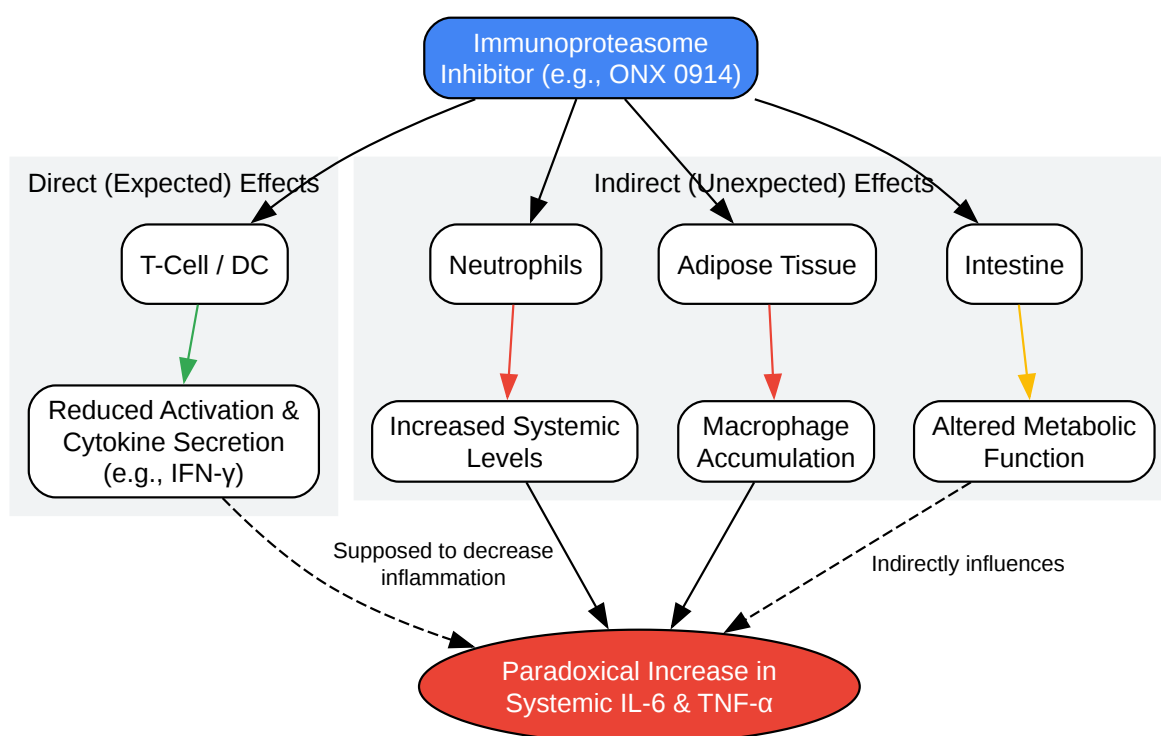 Immunoproteasome
Inhibitor (e.g., ONX 0914)
Direct (Expected) Effects
Indirect (Unexpected) Effects
T-Cell / DC
Neutrophils
Adipose Tissue
Intestine
Reduced Activation &
Cytokine Secretion
(e.g., IFN-γ)
Increased Systemic
Levels
Macrophage
Accumulation
Altered Metabolic
Function
Supposed to decrease
inflammation
Indirectly influences
Paradoxical Increase in
Systemic IL-6 & TNF-α